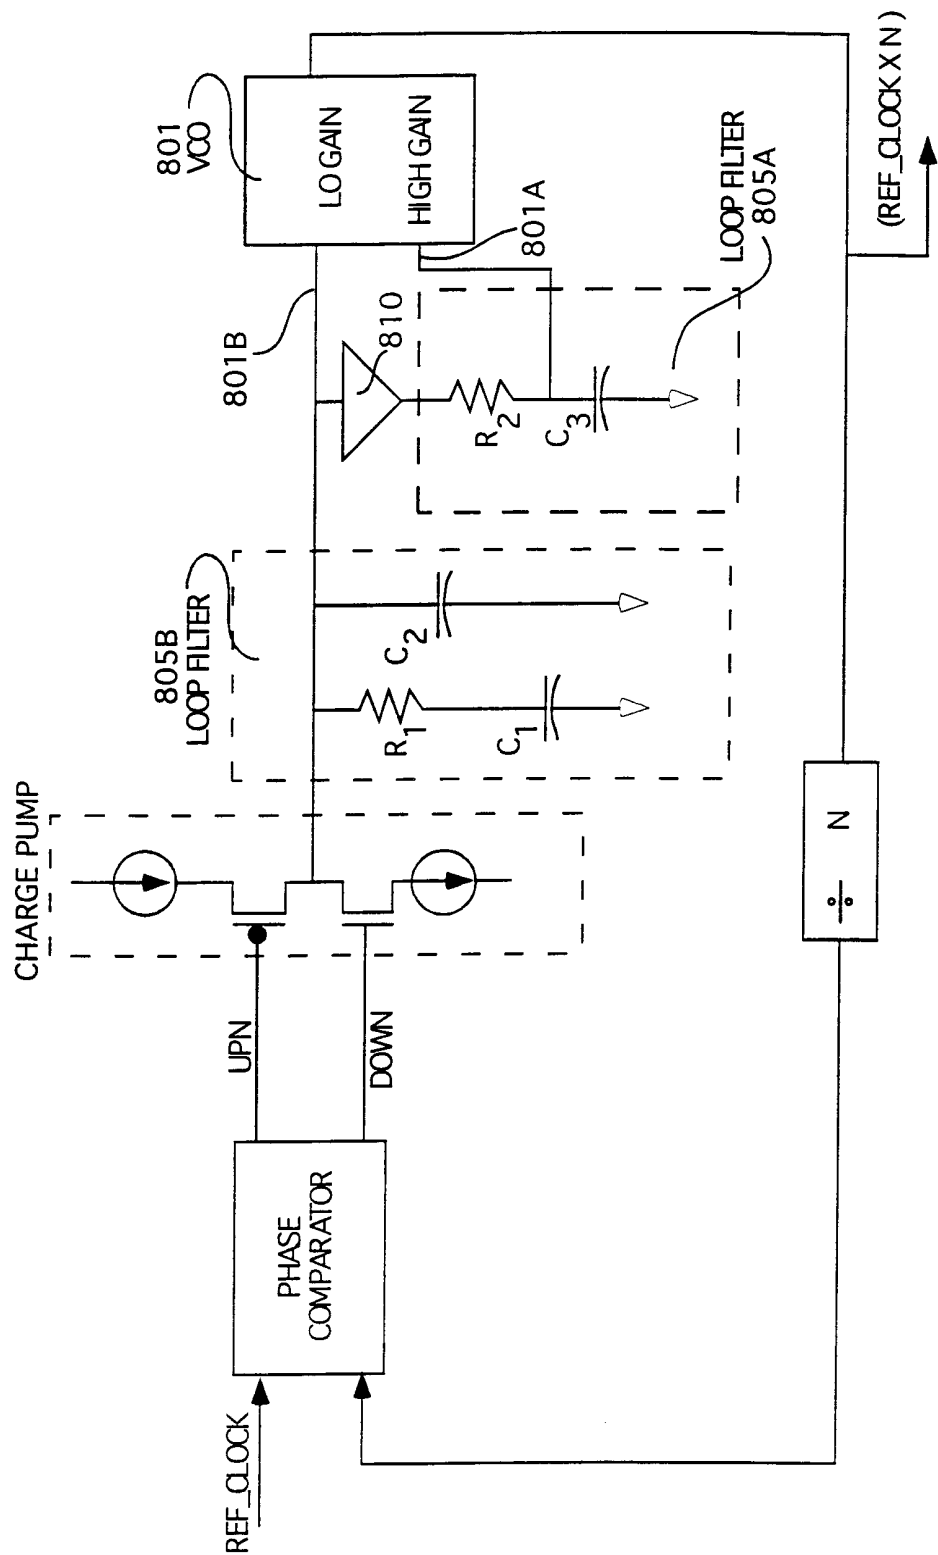 CHARGE PUMP
805B
LOOP FILTER
801B
801
VCO
LO GAIN
HIGH GAIN
801A
810
LOOP FILTER
805A
REF_CLOCK
PHASE
COMPARATOR
UPN
DOWN
R1
C1
C2
R2
C3
÷ N
(REF_CLOCK X N)